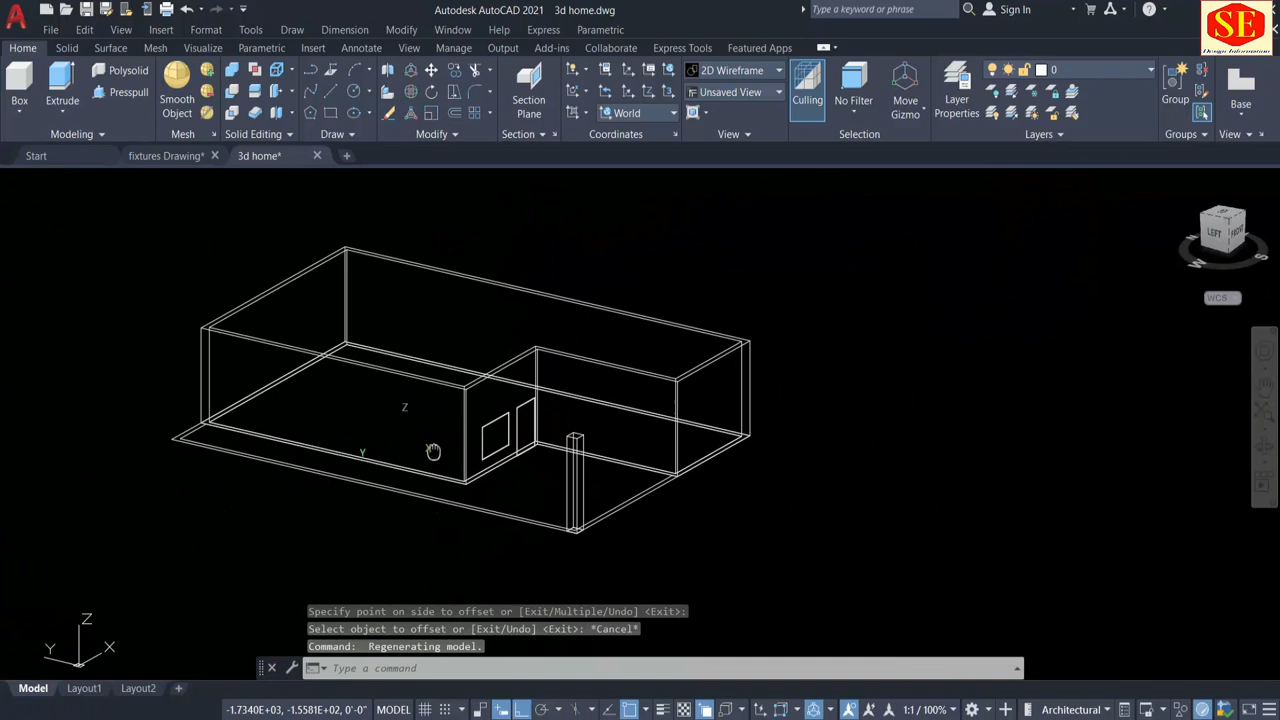 Autodesk AutoCAD 2021 3d home.dwg
Type a keyword or phrase
Sign In
SE
Design Information
File Edit View Insert Format Tools Draw Dimension Modify Window Help Express Parametric
Home Solid Surface Mesh Visualize Parametric Insert Annotate View Manage Output Add-ins Collaborate Express Tools Featured Apps
Box
Extrude
Polysolid
Presspull
Smooth
Object
Section
Plane
World
2D Wireframe
Unsaved View
Culling
No Filter
Move
Gizmo
Layer
Properties
0
Group
Base
Modeling Mesh Solid Editing Draw Modify Section Coordinates View Selection Layers Groups View
Start fixtures Drawing* 3d home*
LEFT FRONT
W S
WCS
Z
Y
Specify point on side to offset or [Exit/Multiple/Undo] <Exit>:
Select object to offset or [Exit/Undo] <Exit>: *Cancel*
Command: Regenerating model.
Type a command
Z
Y X
Model Layout1 Layout2
-1.7340E+03, -1.5581E+02, 0'-0" MODEL 1:1 / 100% Architectural